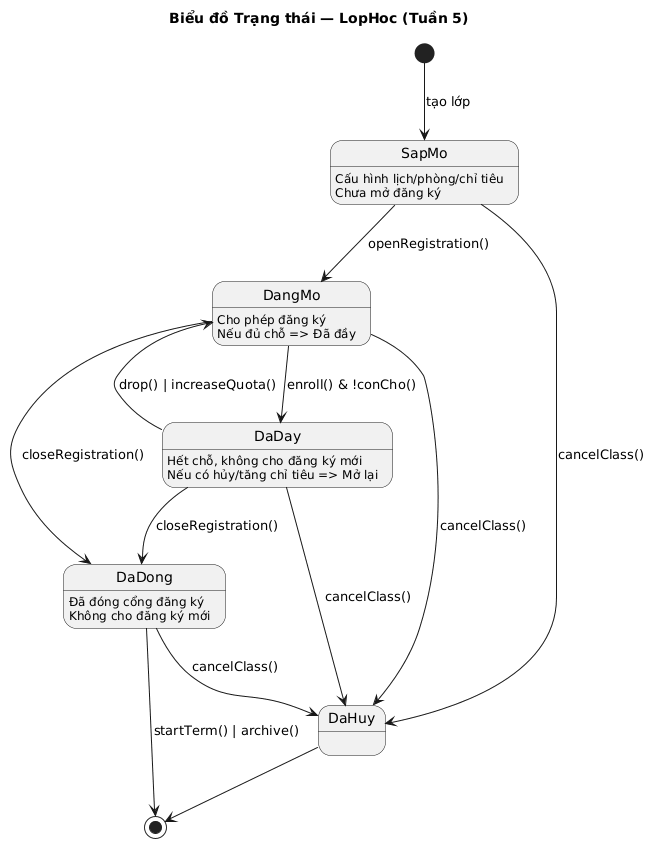 Biểu đồ Trạng thái — LopHoc (Tuần 5)
tạo lớp
SapMo
Cấu hình lịch/phòng/chỉ tiêu
Chưa mở đăng ký
openRegistration()
DangMo
Cho phép đăng ký
Nếu đủ chỗ => Đã đầy
drop() | increaseQuota()
enroll() & !conCho()
DaDay
Hết chỗ, không cho đăng ký mới
Nếu có hủy/tăng chỉ tiêu => Mở lại
closeRegistration()
cancelClass()
closeRegistration()
cancelClass()
DaDong
Đã đóng cổng đăng ký
Không cho đăng ký mới
cancelClass()
cancelClass()
DaHuy
startTerm() | archive()